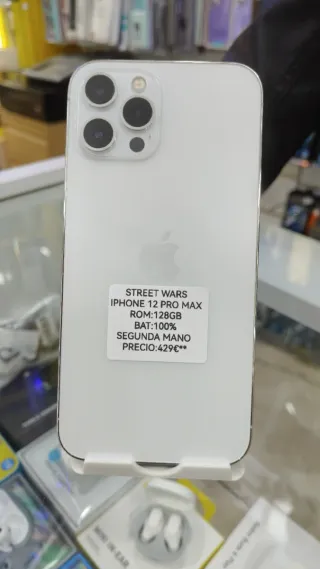 STREET WARS
IPHONE 12 PRO MAX
ROM:128GB
BAT:100%
SEGUNDA MANO
PRECIO:429€**